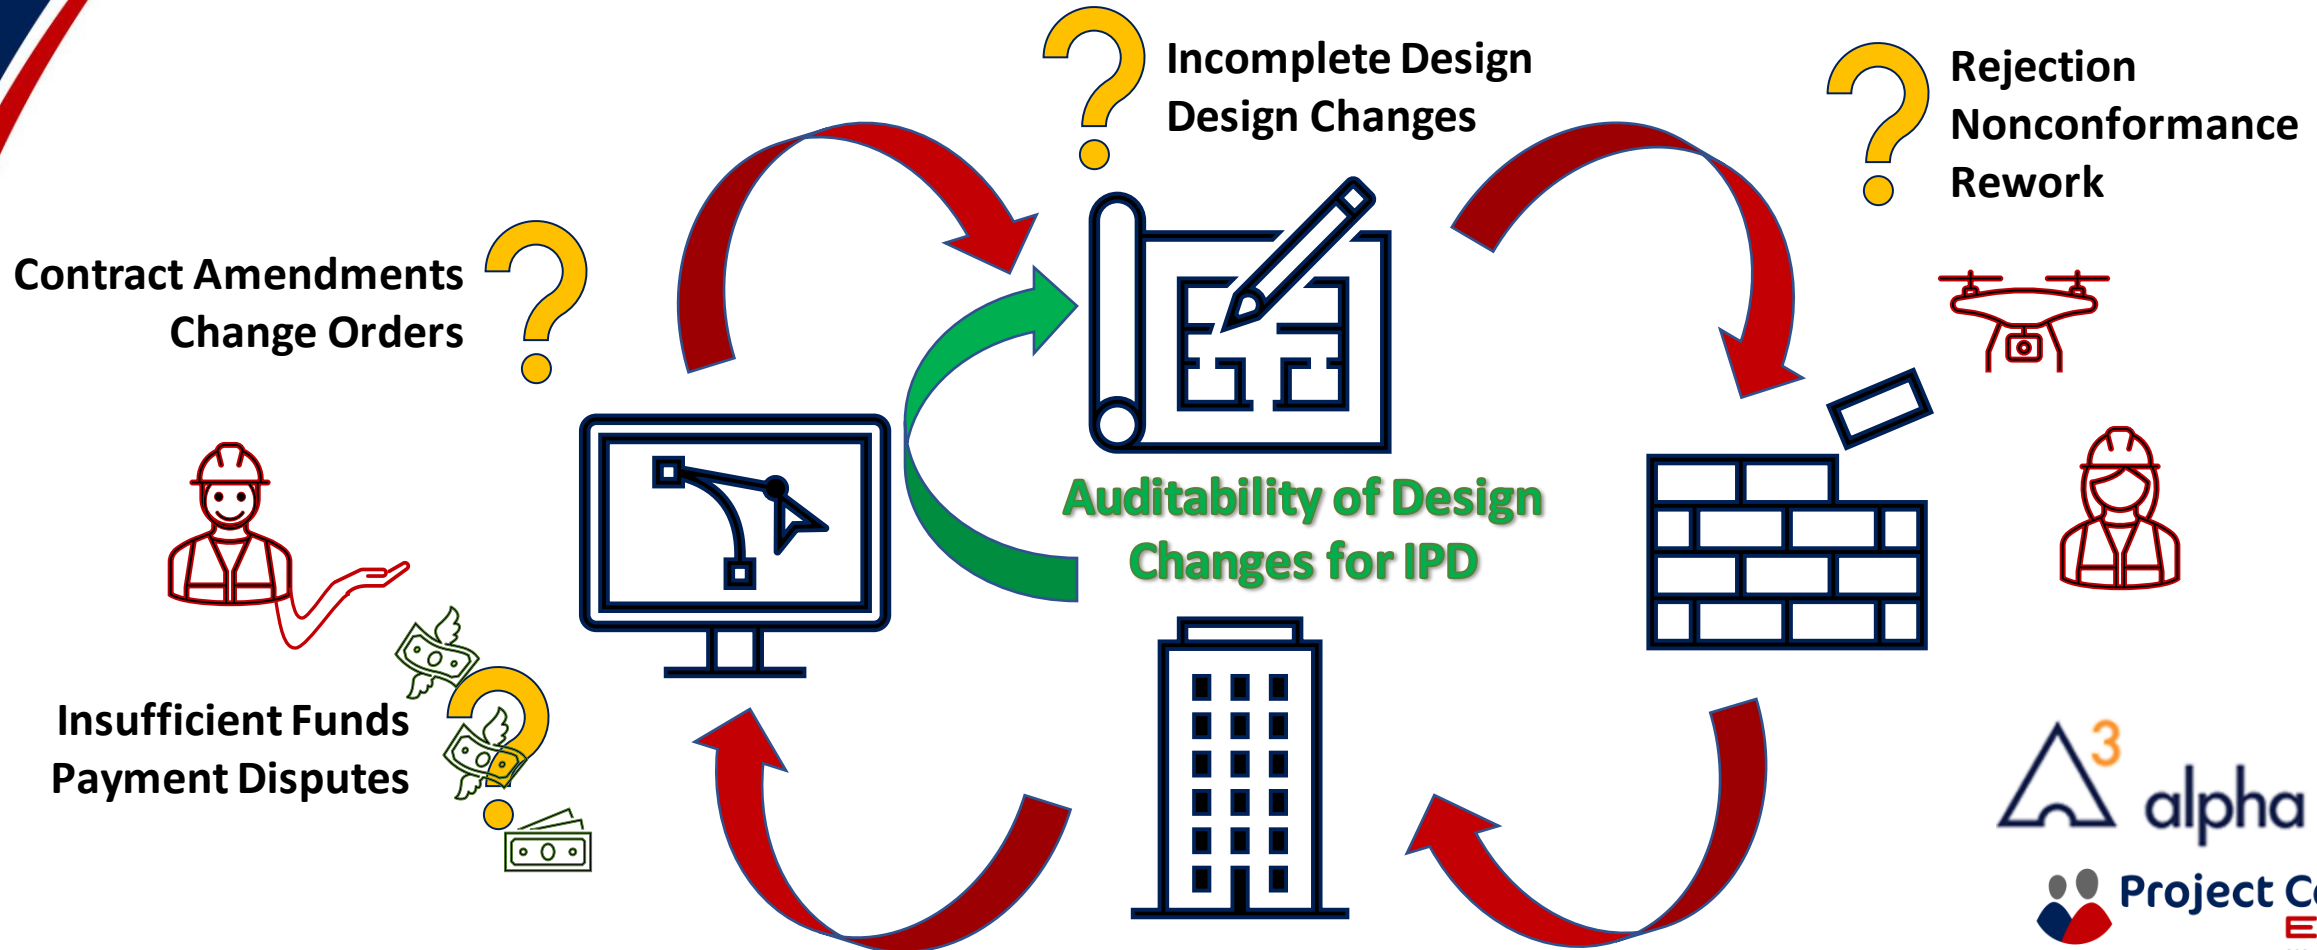 Incomplete Design
Design Changes
Rejection
Nonconformance
Rework
Contract Amendments
Change Orders
Auditability of Design
Changes for IPD
Insufficient Funds
Payment Disputes
3
alpha
Project